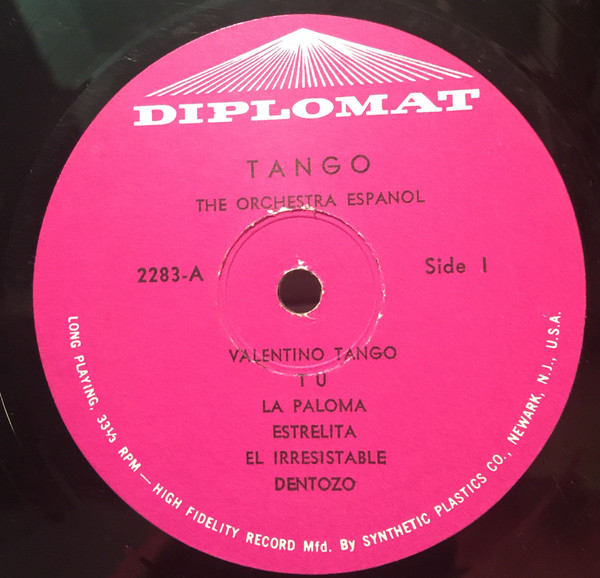 DIPLOMAT
TANGO
THE ORCHESTRA ESPANOL
2283-A
Side 1
VALENTINO TANGO
TU
LA PALOMA
ESTRELITA
EL IRRESISTABLE
DENTOZO
LONG PLAYING, 33⅓ RPM — HIGH FIDELITY RECORD Mfd. By SYNTHETIC PLASTICS CO., NEWARK, N.J., U.S.A.